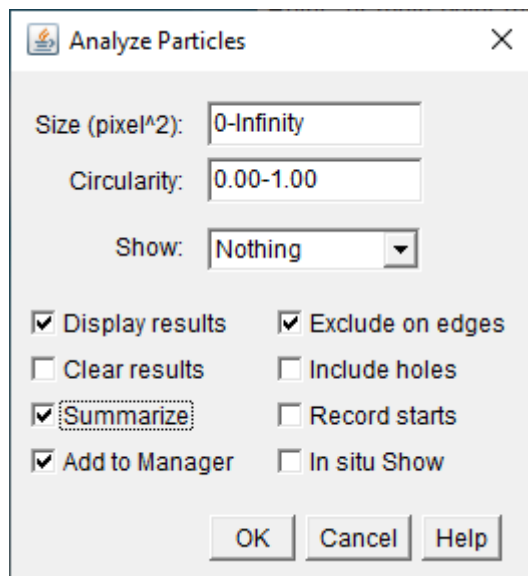 Analyze Particles
Size (pixel^2): 0-Infinity
Circularity: 0.00-1.00
Show: Nothing
Display results Exclude on edges
Clear results Include holes
Summarize Record starts
Add to Manager In situ Show
OK Cancel Help